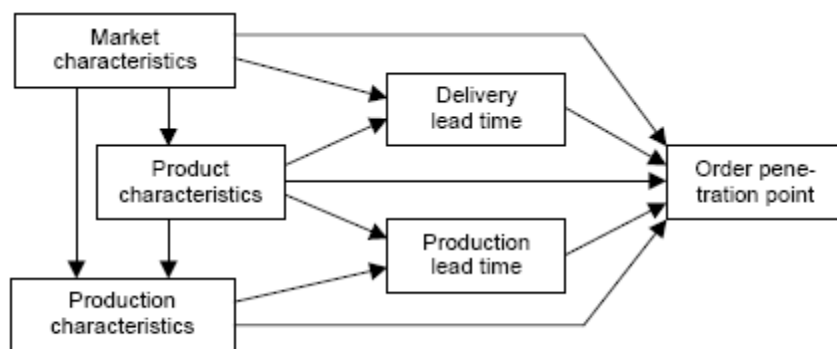 Market
characteristics
Delivery
lead time
Product
characteristics
Order pene-
tration point
Production
lead time
Production
characteristics